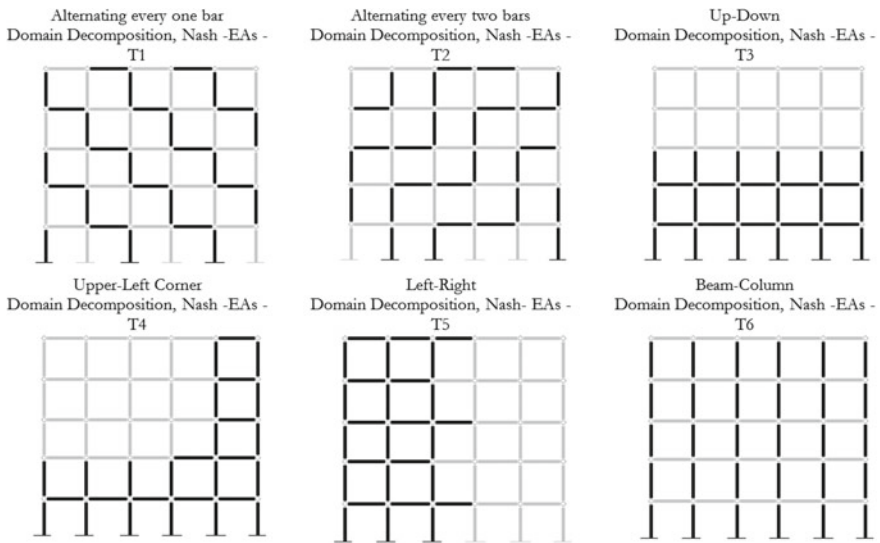 Alternating every one bar
Domain Decomposition, Nash -EAs -
T1
Alternating every two bars
Domain Decomposition, Nash -EAs -
T2
Up-Down
Domain Decomposition, Nash -EAs -
T3
Upper-Left Corner
Domain Decomposition, Nash -EAs -
T4
Left-Right
Domain Decomposition, Nash- EAs -
T5
Beam-Column
Domain Decomposition, Nash -EAs -
T6